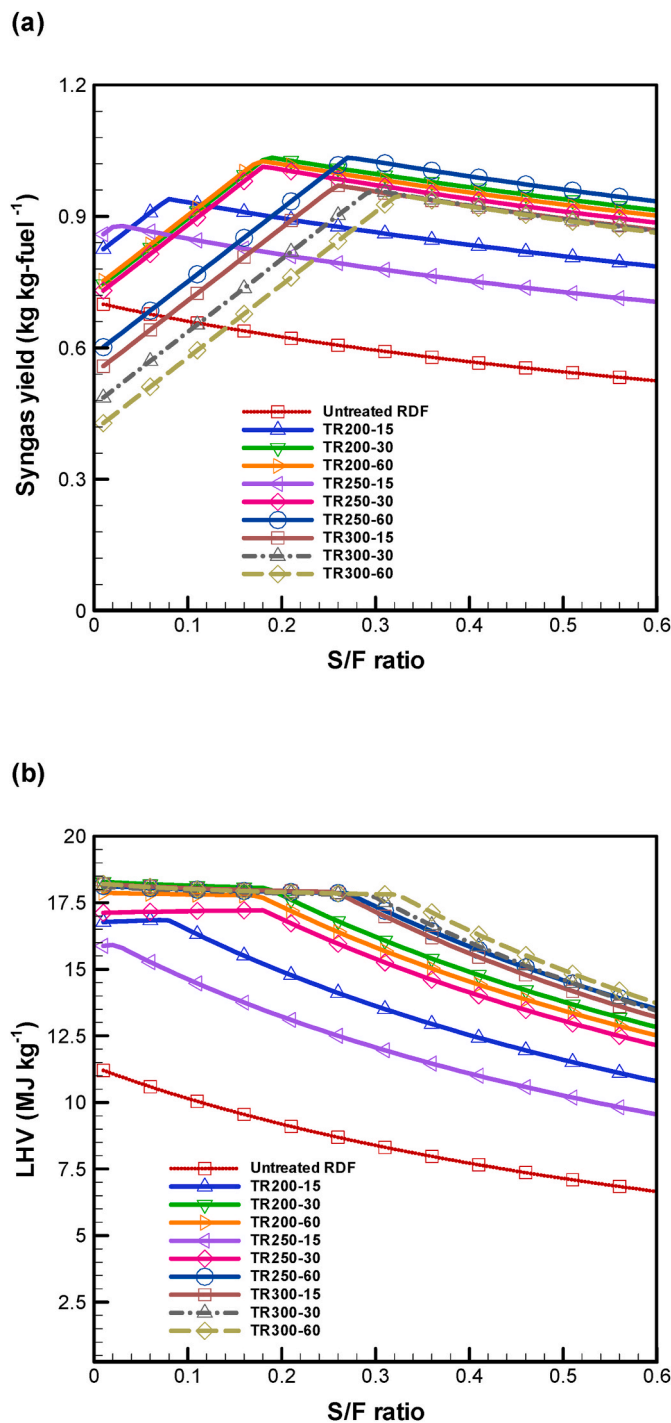 (a)
Syngas yield (kg kg-fuel⁻¹)
1.2
0.9
0.6
0.3
0
Untreated RDF
TR200-15
TR200-30
TR200-60
TR250-15
TR250-30
TR250-60
TR300-15
TR300-30
TR300-60
0 0.1 0.2 0.3 0.4 0.5 0.6
S/F ratio
(b)
LHV (MJ kg⁻¹)
20
17.5
15
12.5
10
7.5
5
2.5
Untreated RDF
TR200-15
TR200-30
TR200-60
TR250-15
TR250-30
TR250-60
TR300-15
TR300-30
TR300-60
0 0.1 0.2 0.3 0.4 0.5 0.6
S/F ratio